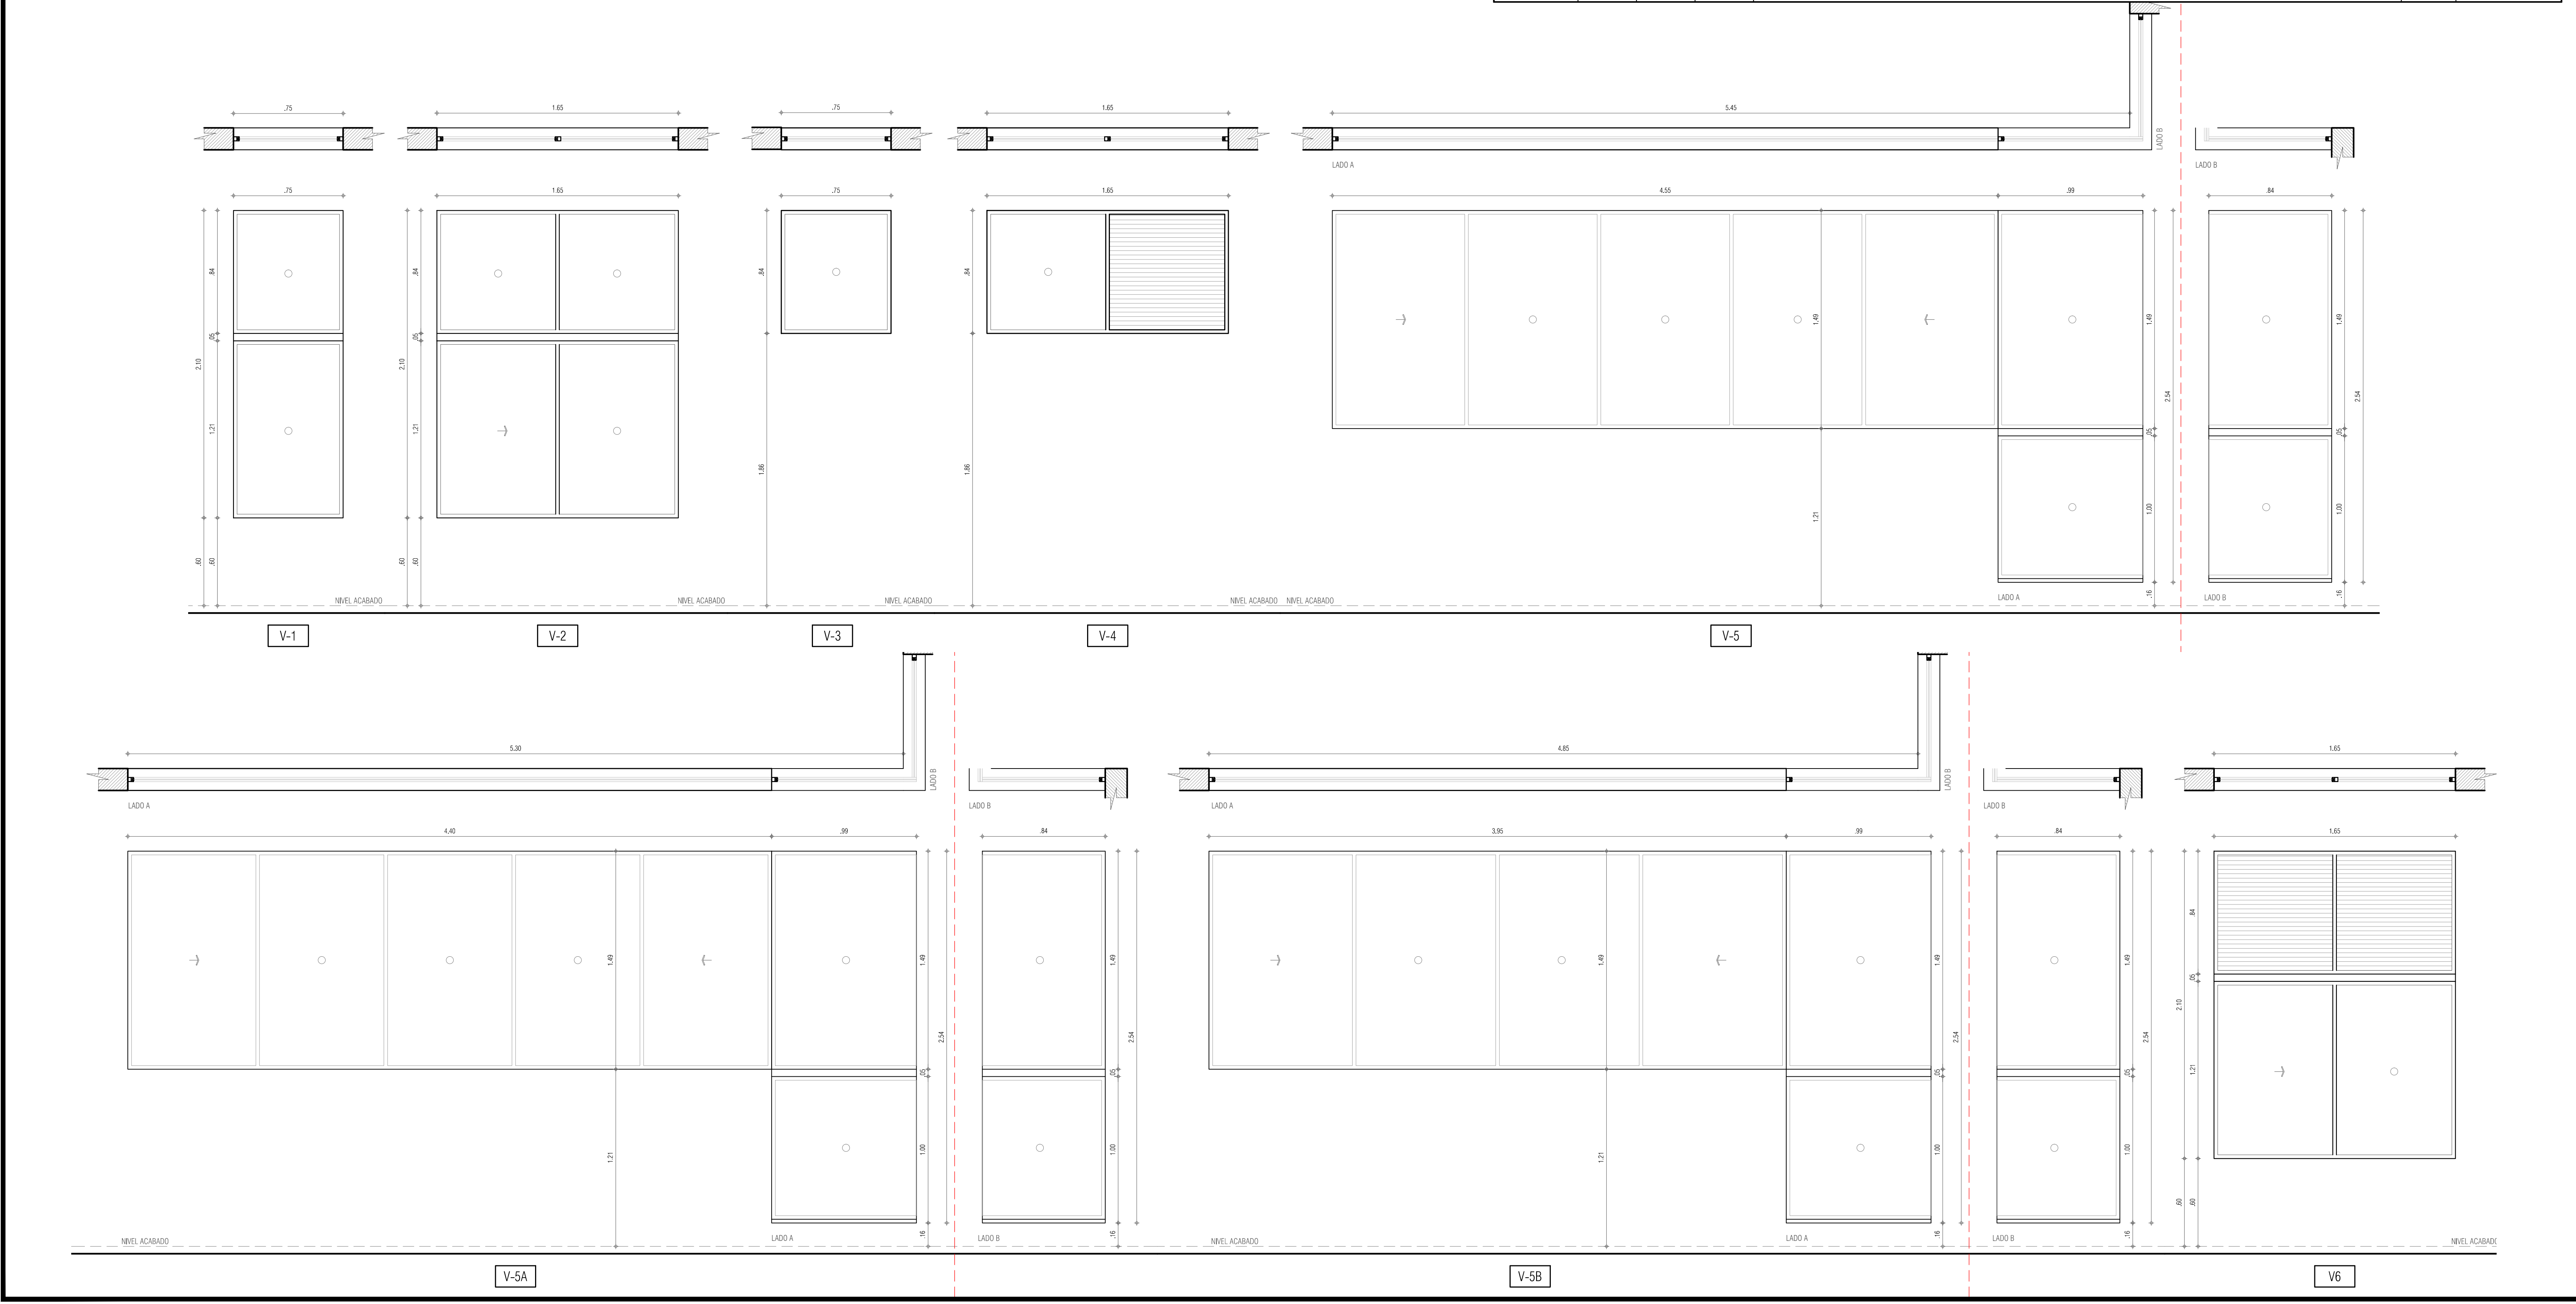 .75
1.65
.75
1.65
5.45
LADO B
LADO A
LADO B
.75
1.65
.75
1.65
4.55
.99
.84
.84
.05
2.10
1.21
.60
.60
.84
.05
2.10
1.21
.60
.60
.84
1.86
.84
1.86
1.49
1.21
1.49
.05
2.54
1.00
.16
1.49
.05
2.54
1.00
.16
NIVEL ACABADO
NIVEL ACABADO
NIVEL ACABADO
NIVEL ACABADO
NIVEL ACABADO
LADO A
LADO B
V-1
V-2
V-3
V-4
V-5
5.30
LADO B
LADO A
LADO B
4.85
LADO B
LADO A
LADO B
1.65
4.40
.99
.84
3.95
.99
.84
1.65
1.49
1.21
1.49
.05
2.54
1.00
.16
1.49
.05
2.54
1.00
.16
1.49
1.21
1.49
.05
2.54
1.00
.16
1.49
.05
2.54
1.00
.16
.84
.05
2.10
1.21
.60
.60
NIVEL ACABADO
LADO A
LADO B
NIVEL ACABADO
LADO A
LADO B
NIVEL ACABADO
V-5A
V-5B
V6